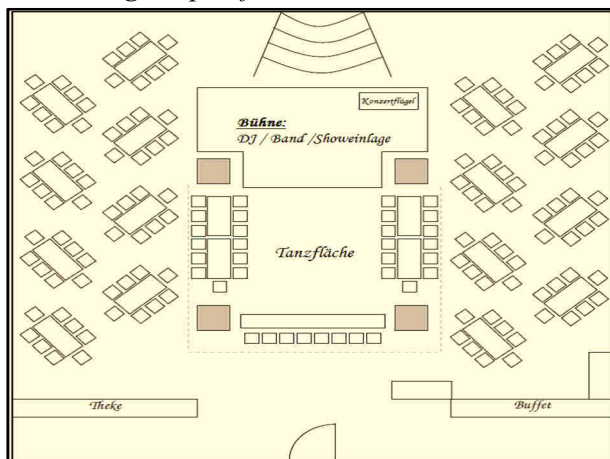 Konzertflügel
Bühne:
DJ / Band /Showeinlage
Tanzfläche
Theke
Buffet